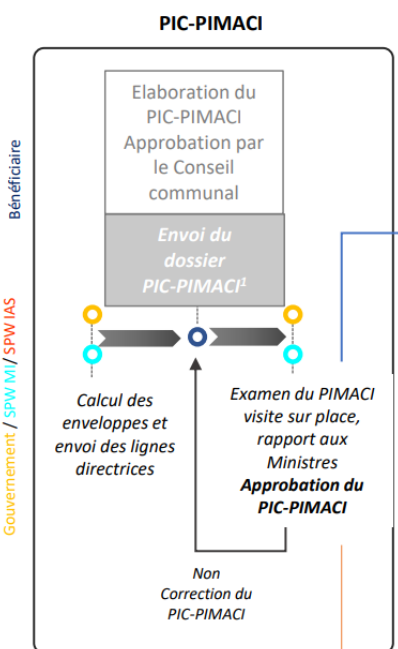 PIC-PIMACI
Bénéficiaire
Elaboration du
PIC-PIMACI
Approbation par
le Conseil
communal
Envoi du
dossier
PIC-PIMACI¹
Gouvernement / SPW MI/ SPW IAS
Calcul des
enveloppes et
envoi des lignes
directrices
Examen du PIMACI
visite sur place,
rapport aux
Ministres
Approbation du
PIC-PIMACI
Non
Correction du
PIC-PIMACI